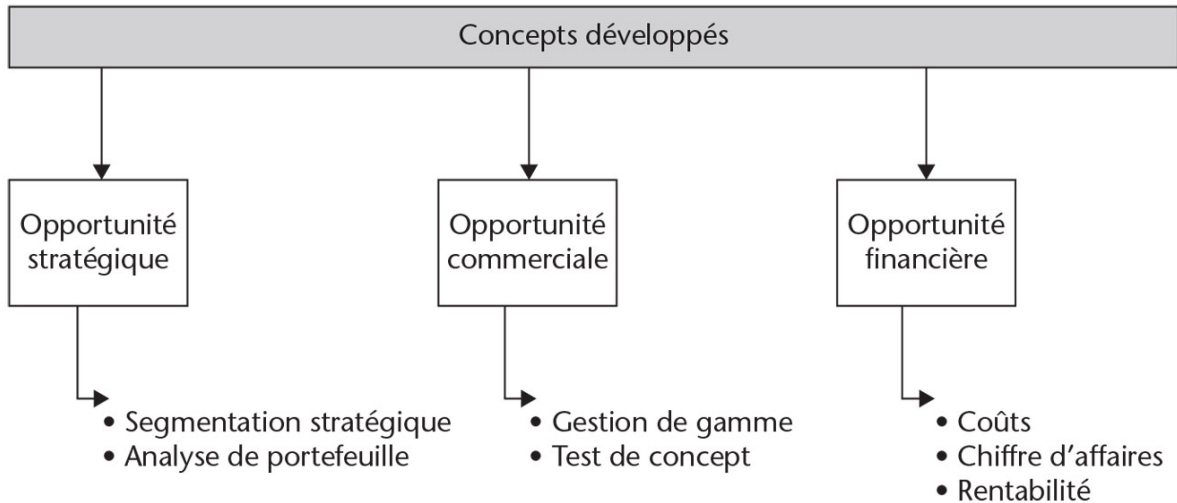 Concepts développés
Opportunité
stratégique
Opportunité
commerciale
Opportunité
financière
• Segmentation stratégique
• Analyse de portefeuille
• Gestion de gamme
• Test de concept
• Coûts
• Chiffre d’affaires
• Rentabilité